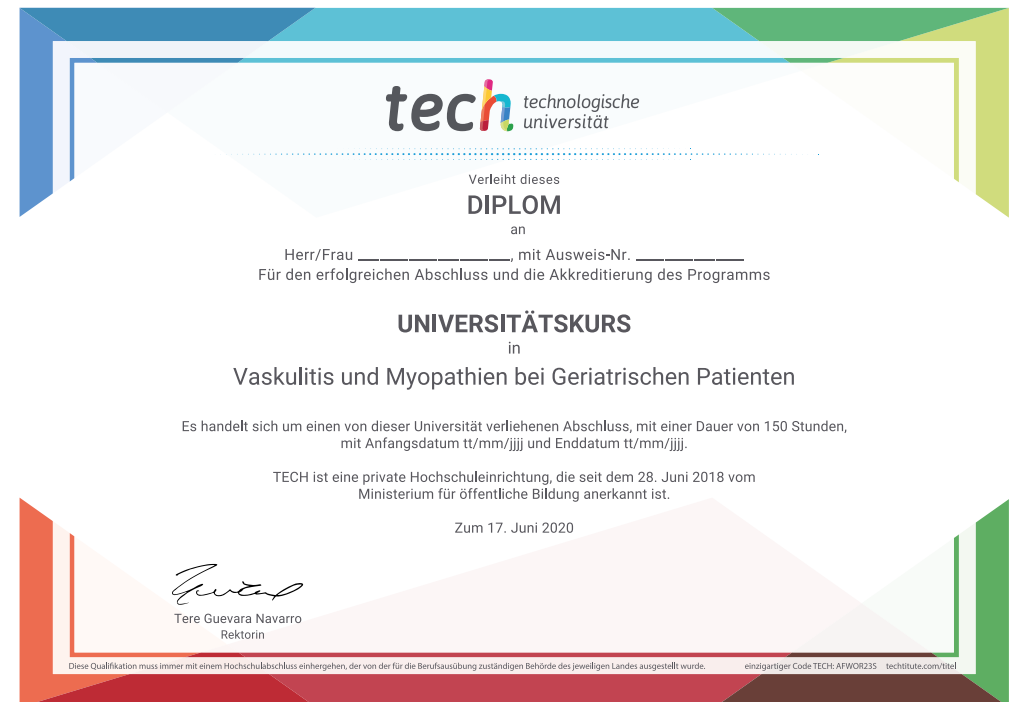 tech technologische
universität
Verleiht dieses
DIPLOM
an
Herr/Frau ____________________, mit Ausweis-Nr. ______________
Für den erfolgreichen Abschluss und die Akkreditierung des Programms
UNIVERSITÄTSKURS
in
Vaskulitis und Myopathien bei Geriatrischen Patienten
Es handelt sich um einen von dieser Universität verliehenen Abschluss, mit einer Dauer von 150 Stunden,
mit Anfangsdatum tt/mm/jjjj und Enddatum tt/mm/jjjj.
TECH ist eine private Hochschuleinrichtung, die seit dem 28. Juni 2018 vom
Ministerium für öffentliche Bildung anerkannt ist.
Zum 17. Juni 2020
Tere Guevara Navarro
Rektorin
Diese Qualifikation muss immer mit einem Hochschulabschluss einhergehen, der von der für die Berufsausübung zuständigen Behörde des jeweiligen Landes ausgestellt wurde. einzigartiger Code TECH: AFWOR23S techtitute.com/titel